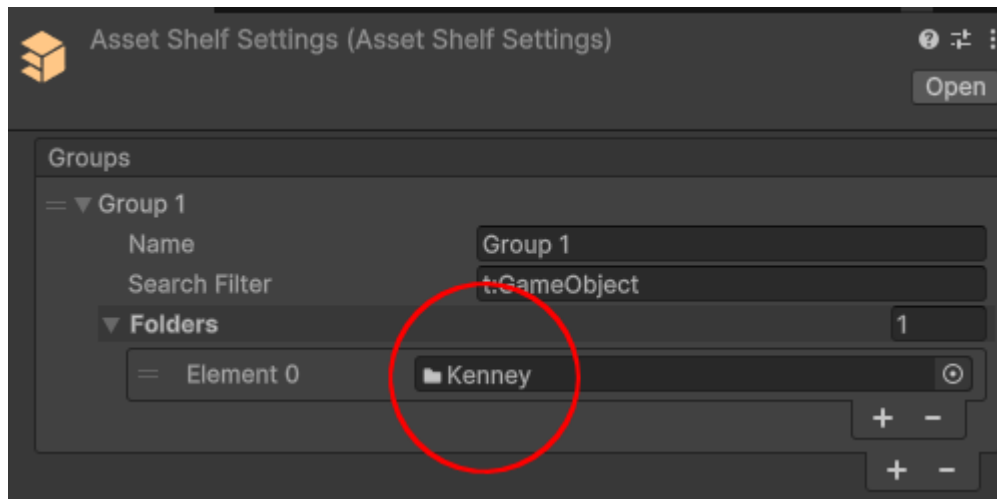 Asset Shelf Settings (Asset Shelf Settings)
Open
Groups
Group 1
Name Group 1
Search Filter t:GameObject
Folders 1
Element 0 Kenney
+ -
+ -